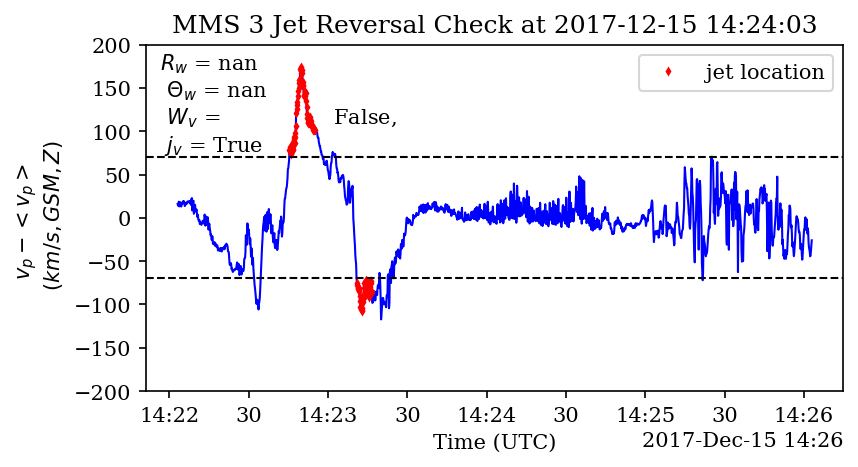 MMS 3 Jet Reversal Check at 2017-12-15 14:24:03
R_w = nan
Θ_w = nan
W_v = False,
j_v = True
jet location
v_p − <v_p>
(km/s, GSM, Z)
200
150
100
50
0
−50
−100
−150
−200
14:22 30 14:23 30 14:24 30 14:25 30 14:26
Time (UTC)
2017-Dec-15 14:26